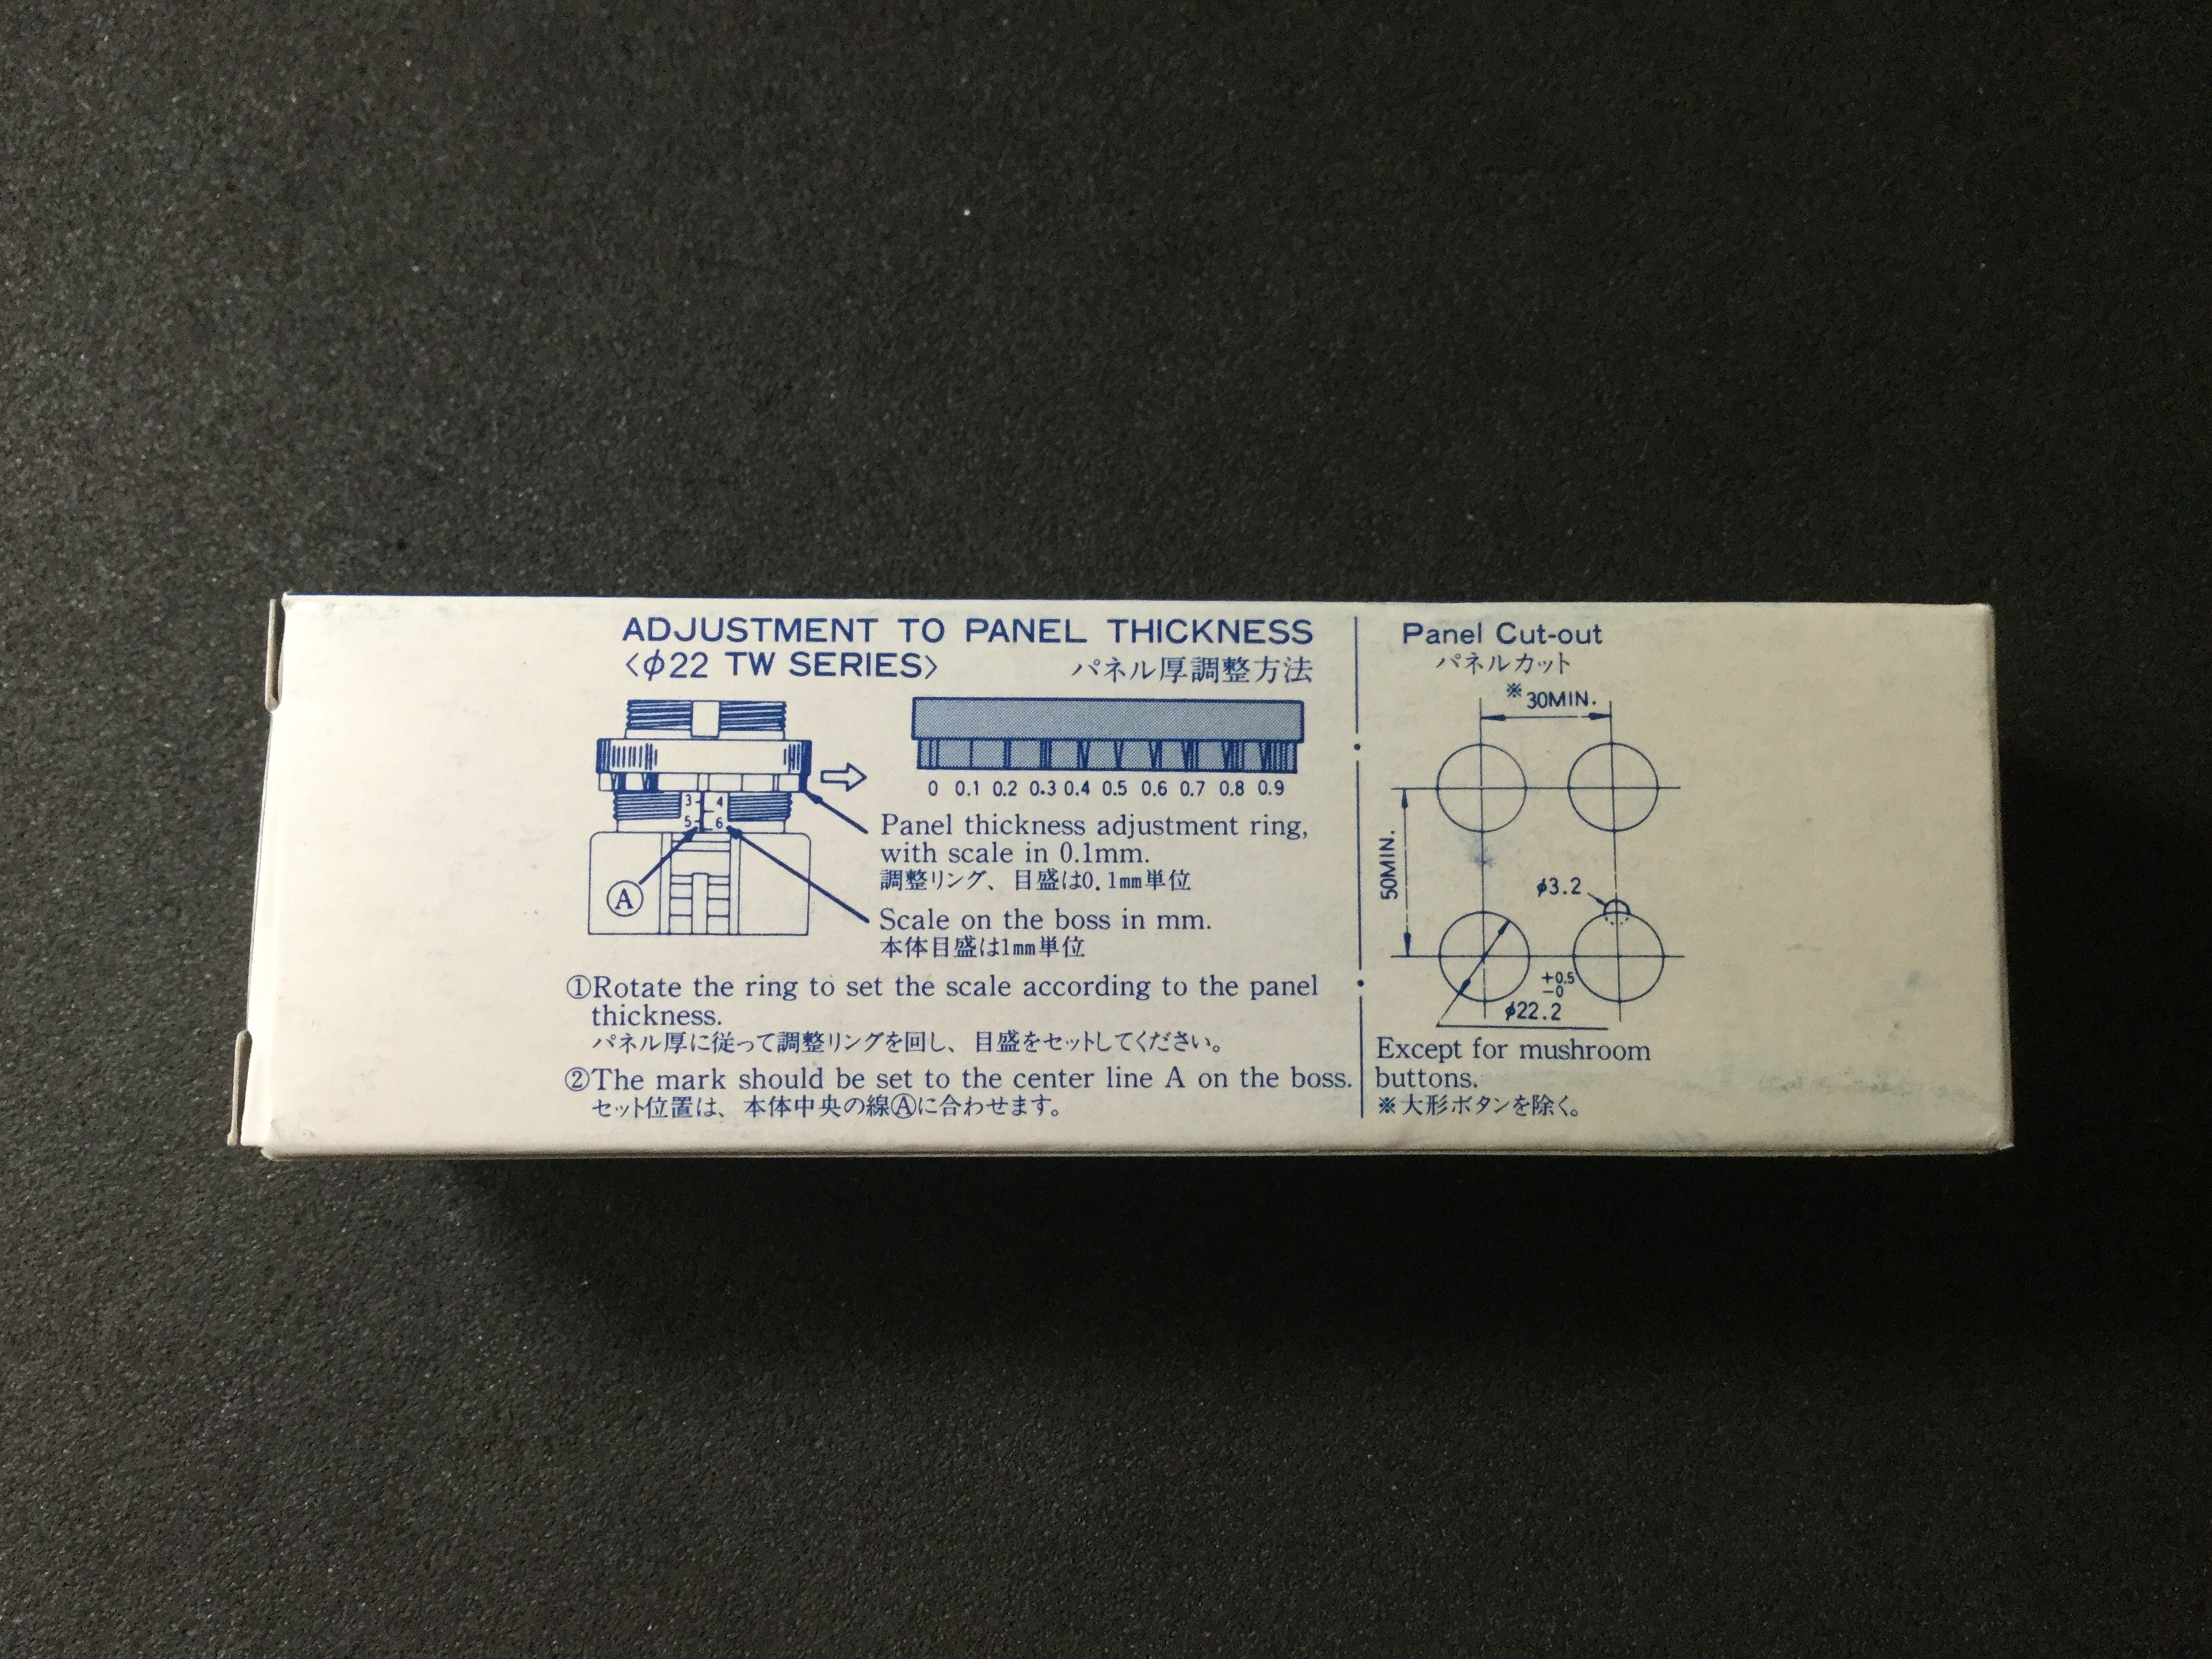 ADJUSTMENT TO PANEL THICKNESS
〈φ22 TW SERIES〉 パネル厚調整方法
3 4
5 6
A
0 0.1 0.2 0.3 0.4 0.5 0.6 0.7 0.8 0.9
Panel thickness adjustment ring,
with scale in 0.1mm.
調整リング、目盛は0.1mm単位
Scale on the boss in mm.
本体目盛は1mm単位
①Rotate the ring to set the scale according to the panel
thickness.
パネル厚に従って調整リングを回し、目盛をセットしてください。
②The mark should be set to the center line A on the boss.
セット位置は、本体中央の線Ⓐに合わせます。
Panel Cut-out
パネルカット
※30MIN.
50MIN.
φ3.2
+0.5
-0
φ22.2
Except for mushroom
buttons.
※大形ボタンを除く。